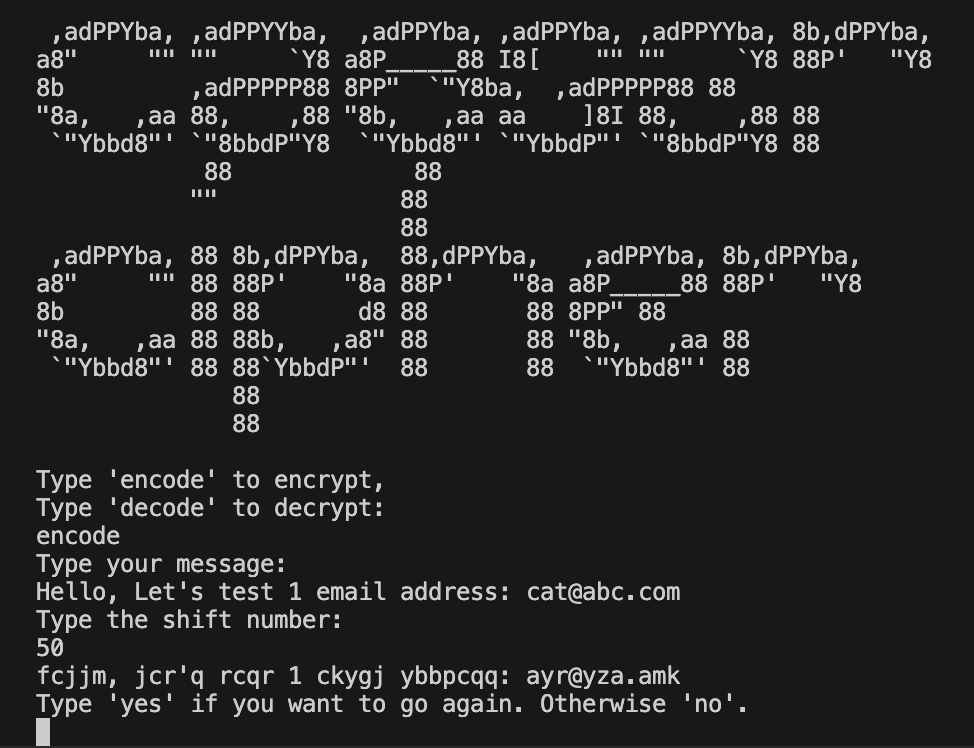 ,adPPYba, ,adPPYYba,  ,adPPYba, ,adPPYba, ,adPPYYba, 8b,dPPYba,
a8"     "" ""     `Y8 a8P_____88 I8[    "" ""     `Y8 88P'   "Y8
8b         ,adPPPPP88 8PP"  `"Y8ba,  ,adPPPPP88 88
"8a,   ,aa 88,    ,88 "8b,   ,aa aa    ]8I 88,    ,88 88
 `"Ybbd8"' `"8bbdP"Y8  `"Ybbd8"' `"YbbdP"' `"8bbdP"Y8 88
            88             88
           ""             88
                          88
 ,adPPYba, 88 8b,dPPYba,  88,dPPYba,   ,adPPYba, 8b,dPPYba,
a8"     "" 88 88P'    "8a 88P'    "8a a8P_____88 88P'   "Y8
8b         88 88       d8 88       88 8PP" 88
"8a,   ,aa 88 88b,   ,a8" 88       88 "8b,   ,aa 88
 `"Ybbd8"' 88 88`YbbdP"'  88       88  `"Ybbd8"' 88
              88
              88
Type 'encode' to encrypt,
Type 'decode' to decrypt:
encode
Type your message:
Hello, Let's test 1 email address: cat@abc.com
Type the shift number:
50
fcjjm, jcr'q rcqr 1 ckygj ybbpcqq: ayr@yza.amk
Type 'yes' if you want to go again. Otherwise 'no'.